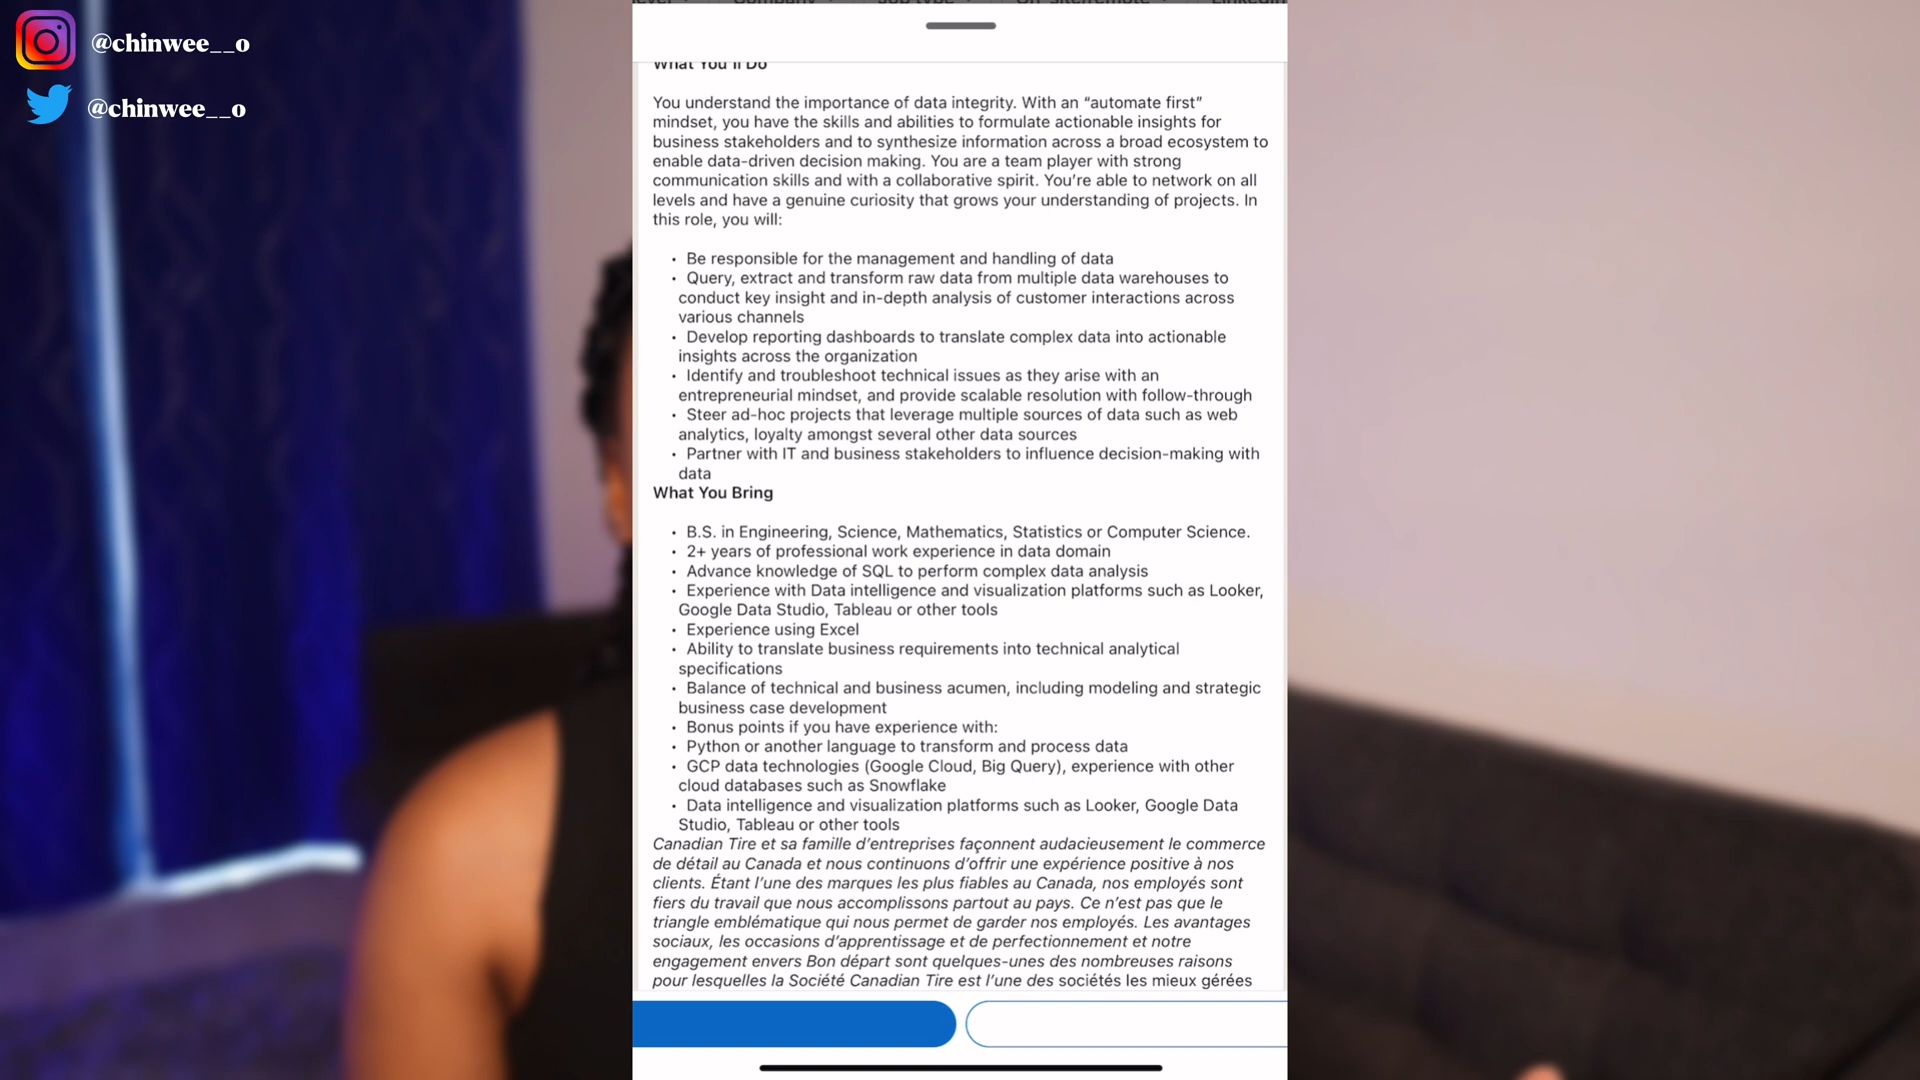 @chinwee__o
@chinwee__o
What You'll Do
You understand the importance of data integrity. With an “automate first”
mindset, you have the skills and abilities to formulate actionable insights for
business stakeholders and to synthesize information across a broad ecosystem to
enable data-driven decision making. You are a team player with strong
communication skills and with a collaborative spirit. You’re able to network on all
levels and have a genuine curiosity that grows your understanding of projects. In
this role, you will:
• Be responsible for the management and handling of data
• Query, extract and transform raw data from multiple data warehouses to
conduct key insight and in-depth analysis of customer interactions across
various channels
• Develop reporting dashboards to translate complex data into actionable
insights across the organization
• Identify and troubleshoot technical issues as they arise with an
entrepreneurial mindset, and provide scalable resolution with follow-through
• Steer ad-hoc projects that leverage multiple sources of data such as web
analytics, loyalty amongst several other data sources
• Partner with IT and business stakeholders to influence decision-making with
data
What You Bring
• B.S. in Engineering, Science, Mathematics, Statistics or Computer Science.
• 2+ years of professional work experience in data domain
• Advance knowledge of SQL to perform complex data analysis
• Experience with Data intelligence and visualization platforms such as Looker,
Google Data Studio, Tableau or other tools
• Experience using Excel
• Ability to translate business requirements into technical analytical
specifications
• Balance of technical and business acumen, including modeling and strategic
business case development
• Bonus points if you have experience with:
• Python or another language to transform and process data
• GCP data technologies (Google Cloud, Big Query), experience with other
cloud databases such as Snowflake
• Data intelligence and visualization platforms such as Looker, Google Data
Studio, Tableau or other tools
Canadian Tire et sa famille d’entreprises façonnent audacieusement le commerce
de détail au Canada et nous continuons d’offrir une expérience positive à nos
clients. Étant l’une des marques les plus fiables au Canada, nos employés sont
fiers du travail que nous accomplissons partout au pays. Ce n’est pas que le
triangle emblématique qui nous permet de garder nos employés. Les avantages
sociaux, les occasions d’apprentissage et de perfectionnement et notre
engagement envers Bon départ sont quelques-unes des nombreuses raisons
pour lesquelles la Société Canadian Tire est l’une des sociétés les mieux gérées